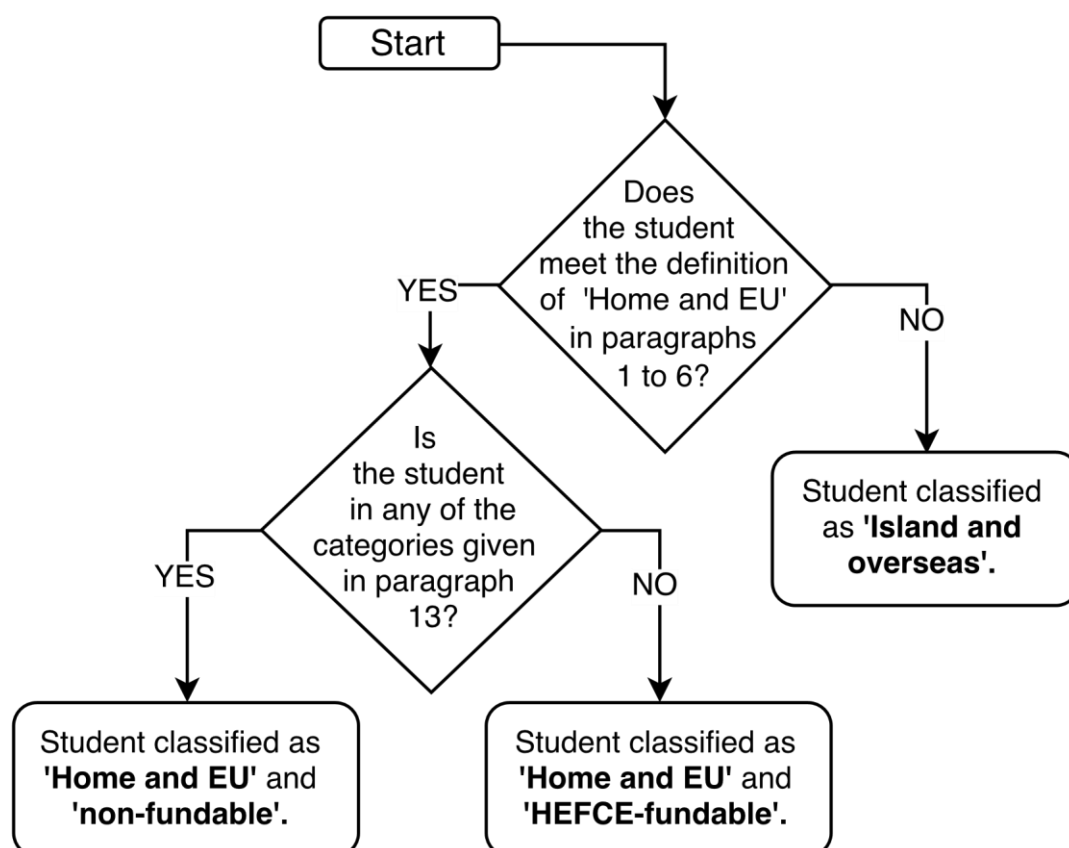 Start
Does
the student
meet the definition
of 'Home and EU'
in paragraphs
1 to 6?
YES
NO
Is
the student
in any of the
categories given
in paragraph
13?
Student classified
as 'Island and
overseas'.
YES
NO
Student classified as
'Home and EU' and
'non-fundable'.
Student classified as
'Home and EU' and
'HEFCE-fundable'.